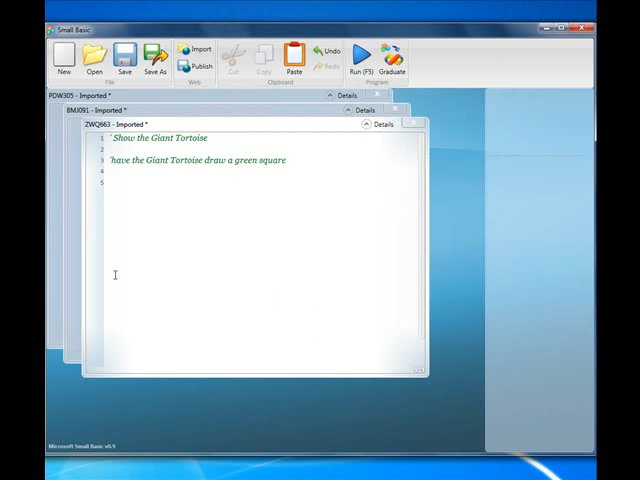 Small Basic
New
Open
Save
Save As
Import
Publish
Cut
Copy
Paste
Undo
Redo
Run (F5)
Graduate
File
Web
Clipboard
Program
PDW305 - Imported *
Details
BMJ091 - Imported *
Details
ZWQ663 - Imported *
Details
1 ' Show the Giant Tortoise
2
3 'have the Giant Tortoise draw a green square
4
5
Microsoft Small Basic v0.9